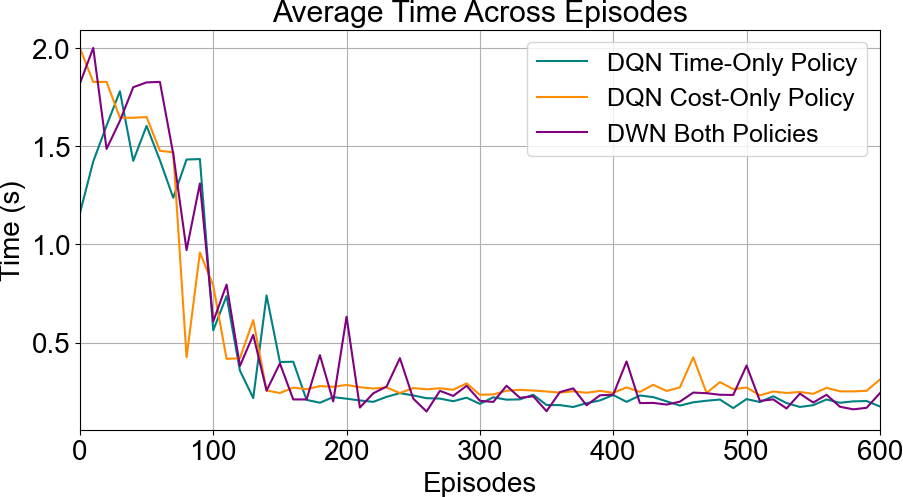 Average Time Across Episodes
DQN Time-Only Policy
DQN Cost-Only Policy
DWN Both Policies
Time (s)
2.0
1.5
1.0
0.5
0 100 200 300 400 500 600
Episodes